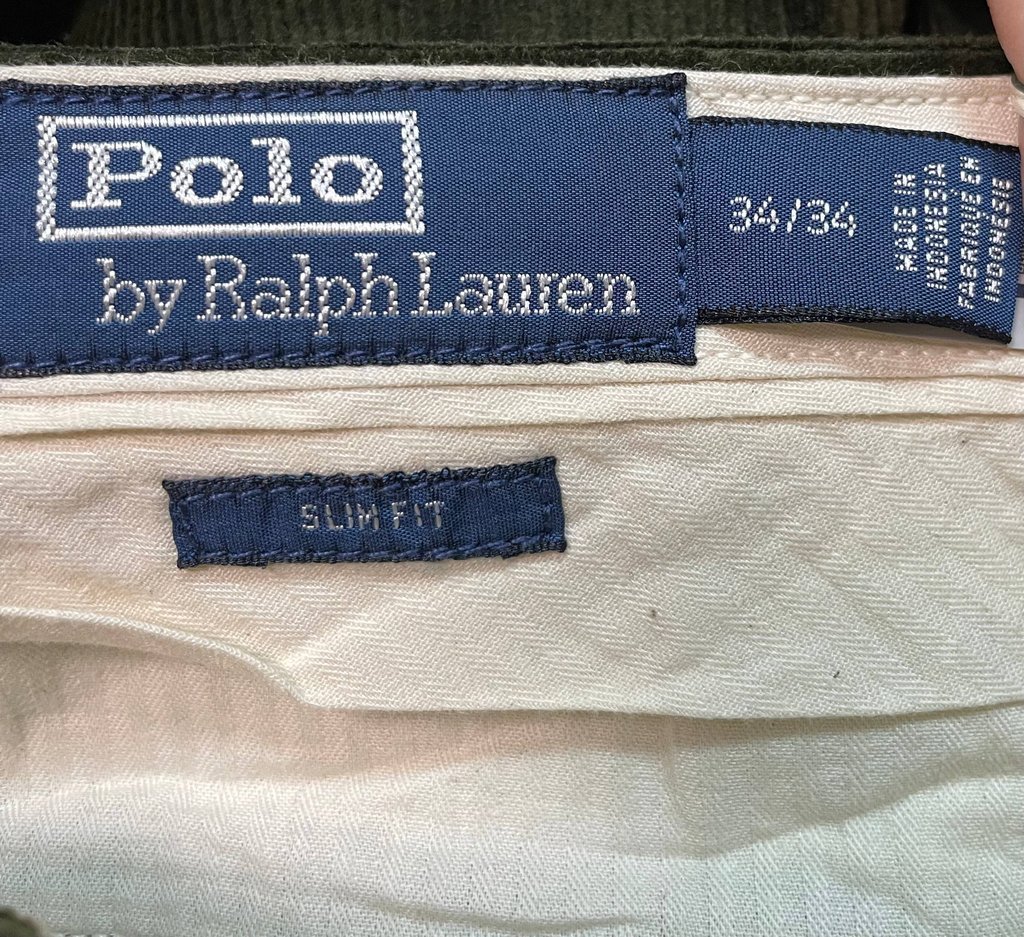 Polo
by Ralph Lauren
34/34
MADE IN
INDONESIA
FABRIQUÉ EN
INDONÉSIE
SLIM FIT